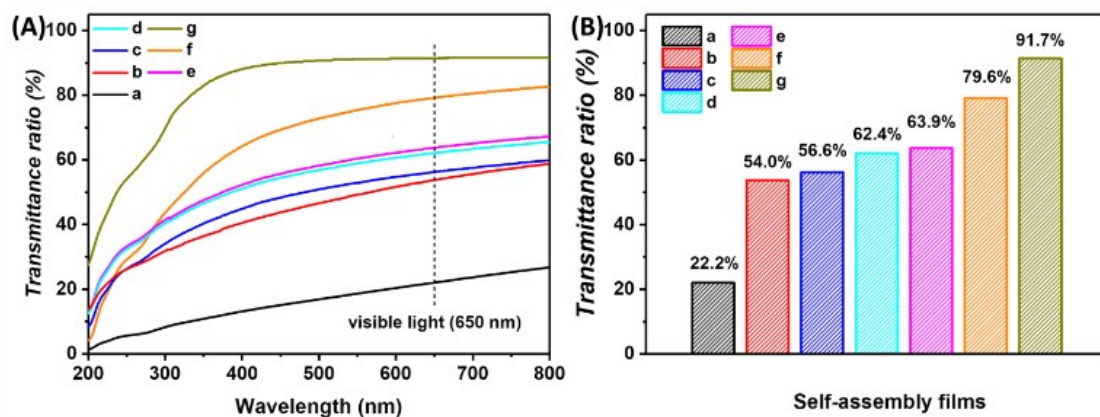 (A)
Transmittance ratio (%)
100
80
60
40
20
0
d g
c f
b e
a
visible light (650 nm)
200 300 400 500 600 700 800
Wavelength (nm)
(B)
Transmittance ratio (%)
100
80
60
40
20
0
a e
b f
c g
d
22.2%
54.0%
56.6%
62.4%
63.9%
79.6%
91.7%
Self-assembly films